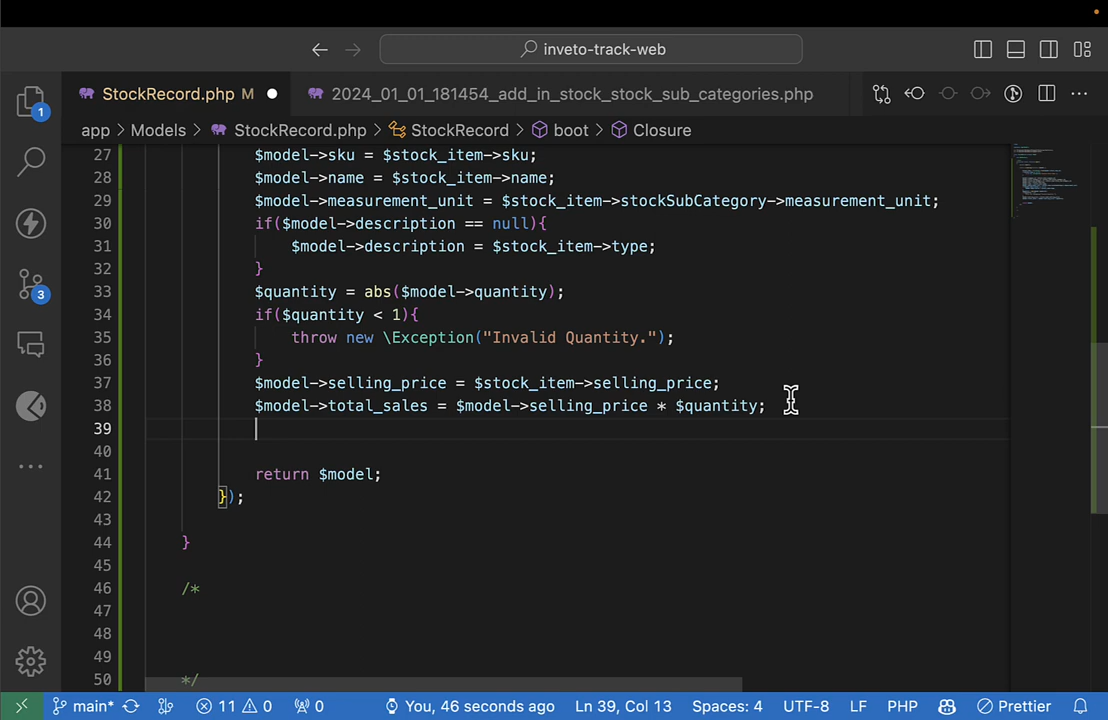 inveto-track-web
StockRecord.php M
2024_01_01_181454_add_in_stock_stock_sub_categories.php
app > Models > StockRecord.php > StockRecord > boot > Closure
27 $model->sku = $stock_item->sku;
28 $model->name = $stock_item->name;
29 $model->measurement_unit = $stock_item->stockSubCategory->measurement_unit;
30 if($model->description == null){
31 $model->description = $stock_item->type;
32 }
33 $quantity = abs($model->quantity);
34 if($quantity < 1){
35 throw new \Exception("Invalid Quantity.");
36 }
37 $model->selling_price = $stock_item->selling_price;
38 $model->total_sales = $model->selling_price * $quantity;
39
40
41 return $model;
42 });
43
44 }
45
46 /*
47
48
49
50 */
1
3
main* 11 0 0 You, 46 seconds ago Ln 39, Col 13 Spaces: 4 UTF-8 LF PHP Prettier